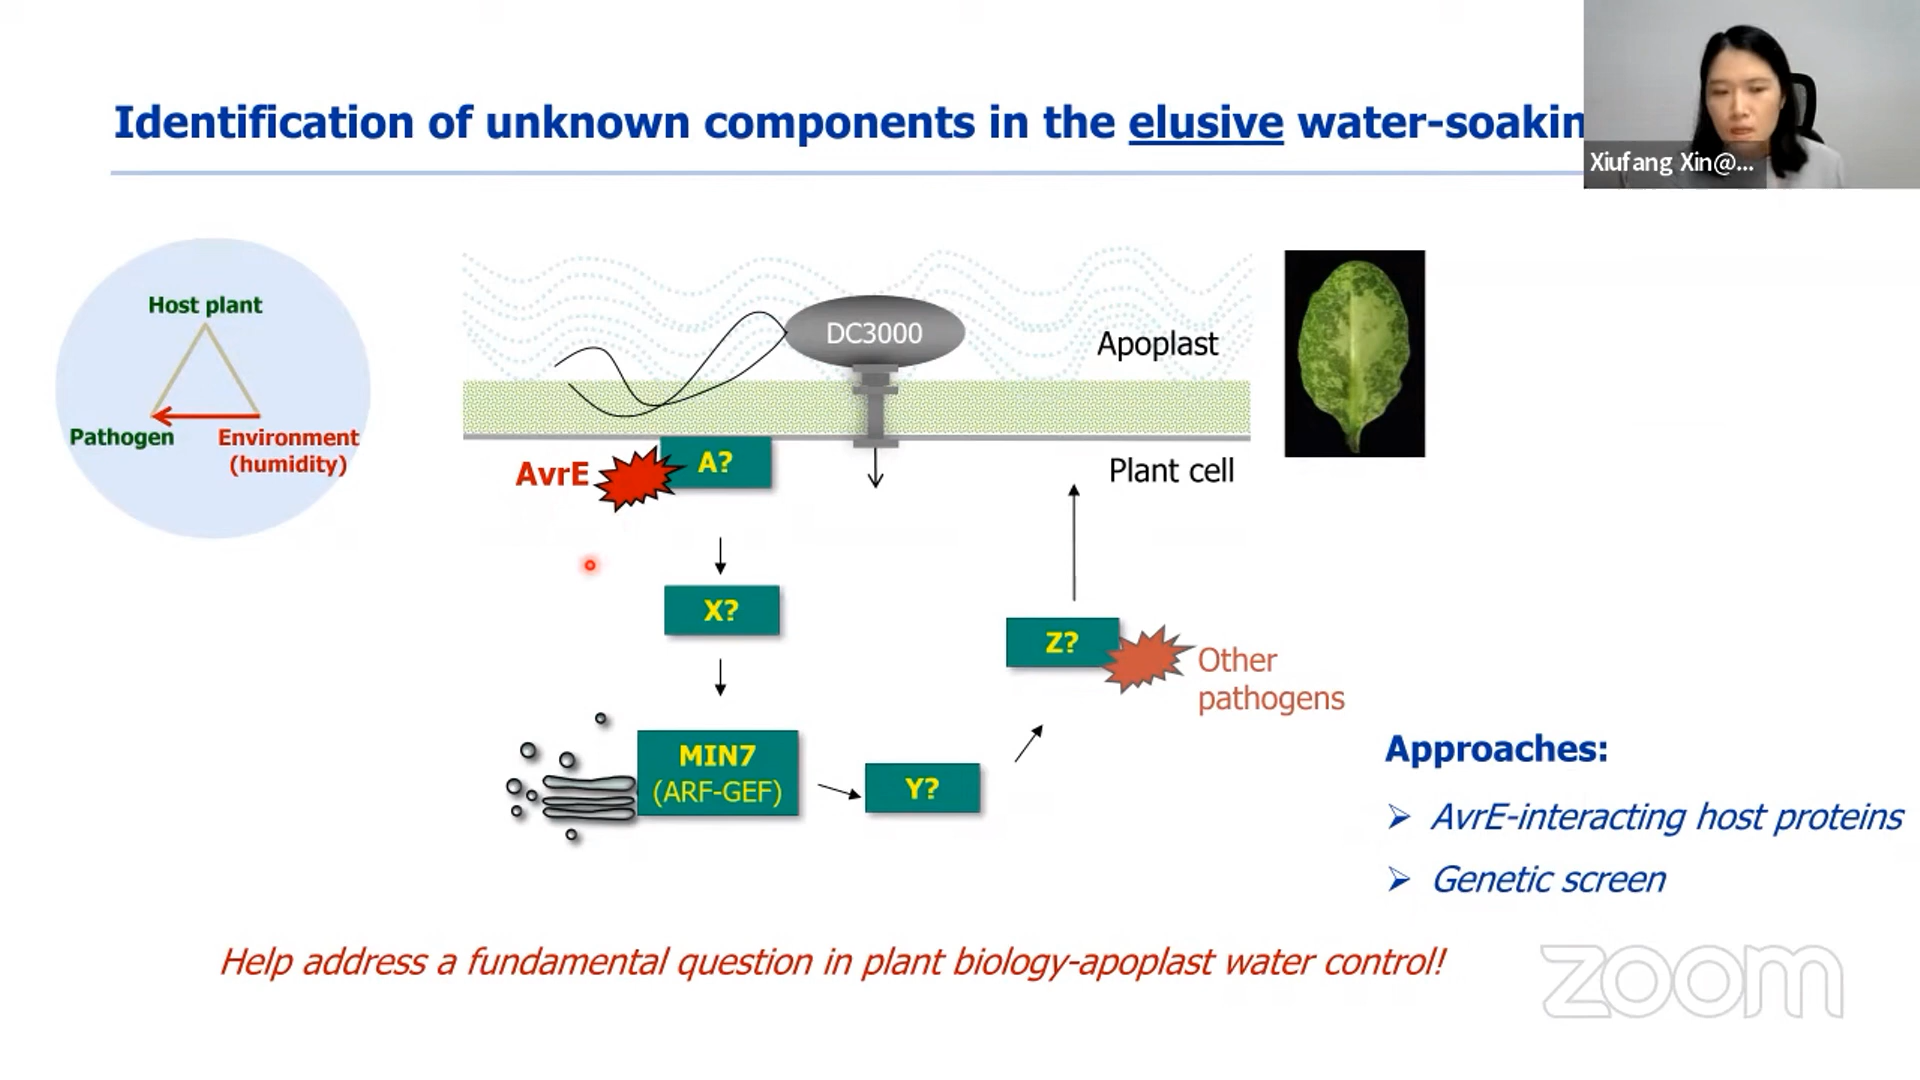 Identification of unknown components in the elusive water-soakin
Xiufang Xin@...
Host plant
Pathogen
Environment
(humidity)
DC3000
Apoplast
AvrE
A?
Plant cell
X?
Z?
Other
pathogens
MIN7
(ARF-GEF)
Y?
Approaches:
AvrE-interacting host proteins
Genetic screen
Help address a fundamental question in plant biology-apoplast water control!
zoom